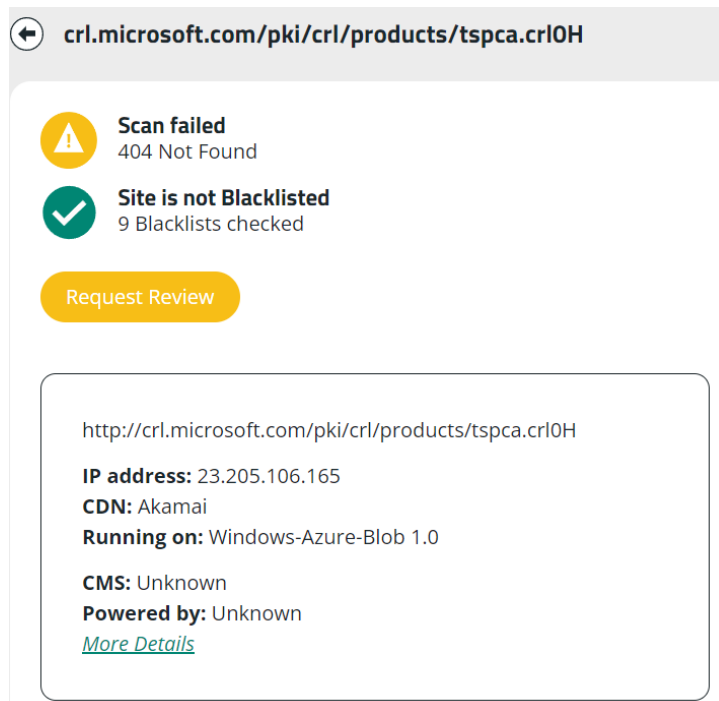 crl.microsoft.com/pki/crl/products/tspca.crl0H
Scan failed
404 Not Found
Site is not Blacklisted
9 Blacklists checked
Request Review
http://crl.microsoft.com/pki/crl/products/tspca.crl0H
IP address: 23.205.106.165
CDN: Akamai
Running on: Windows-Azure-Blob 1.0
CMS: Unknown
Powered by: Unknown
More Details